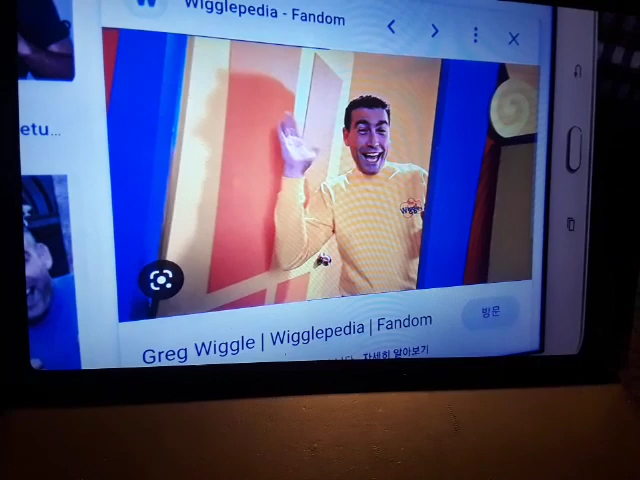 Wigglepedia - Fandom
etu...
Wiggles
Greg Wiggle | Wigglepedia | Fandom
방문
자세히 알아보기